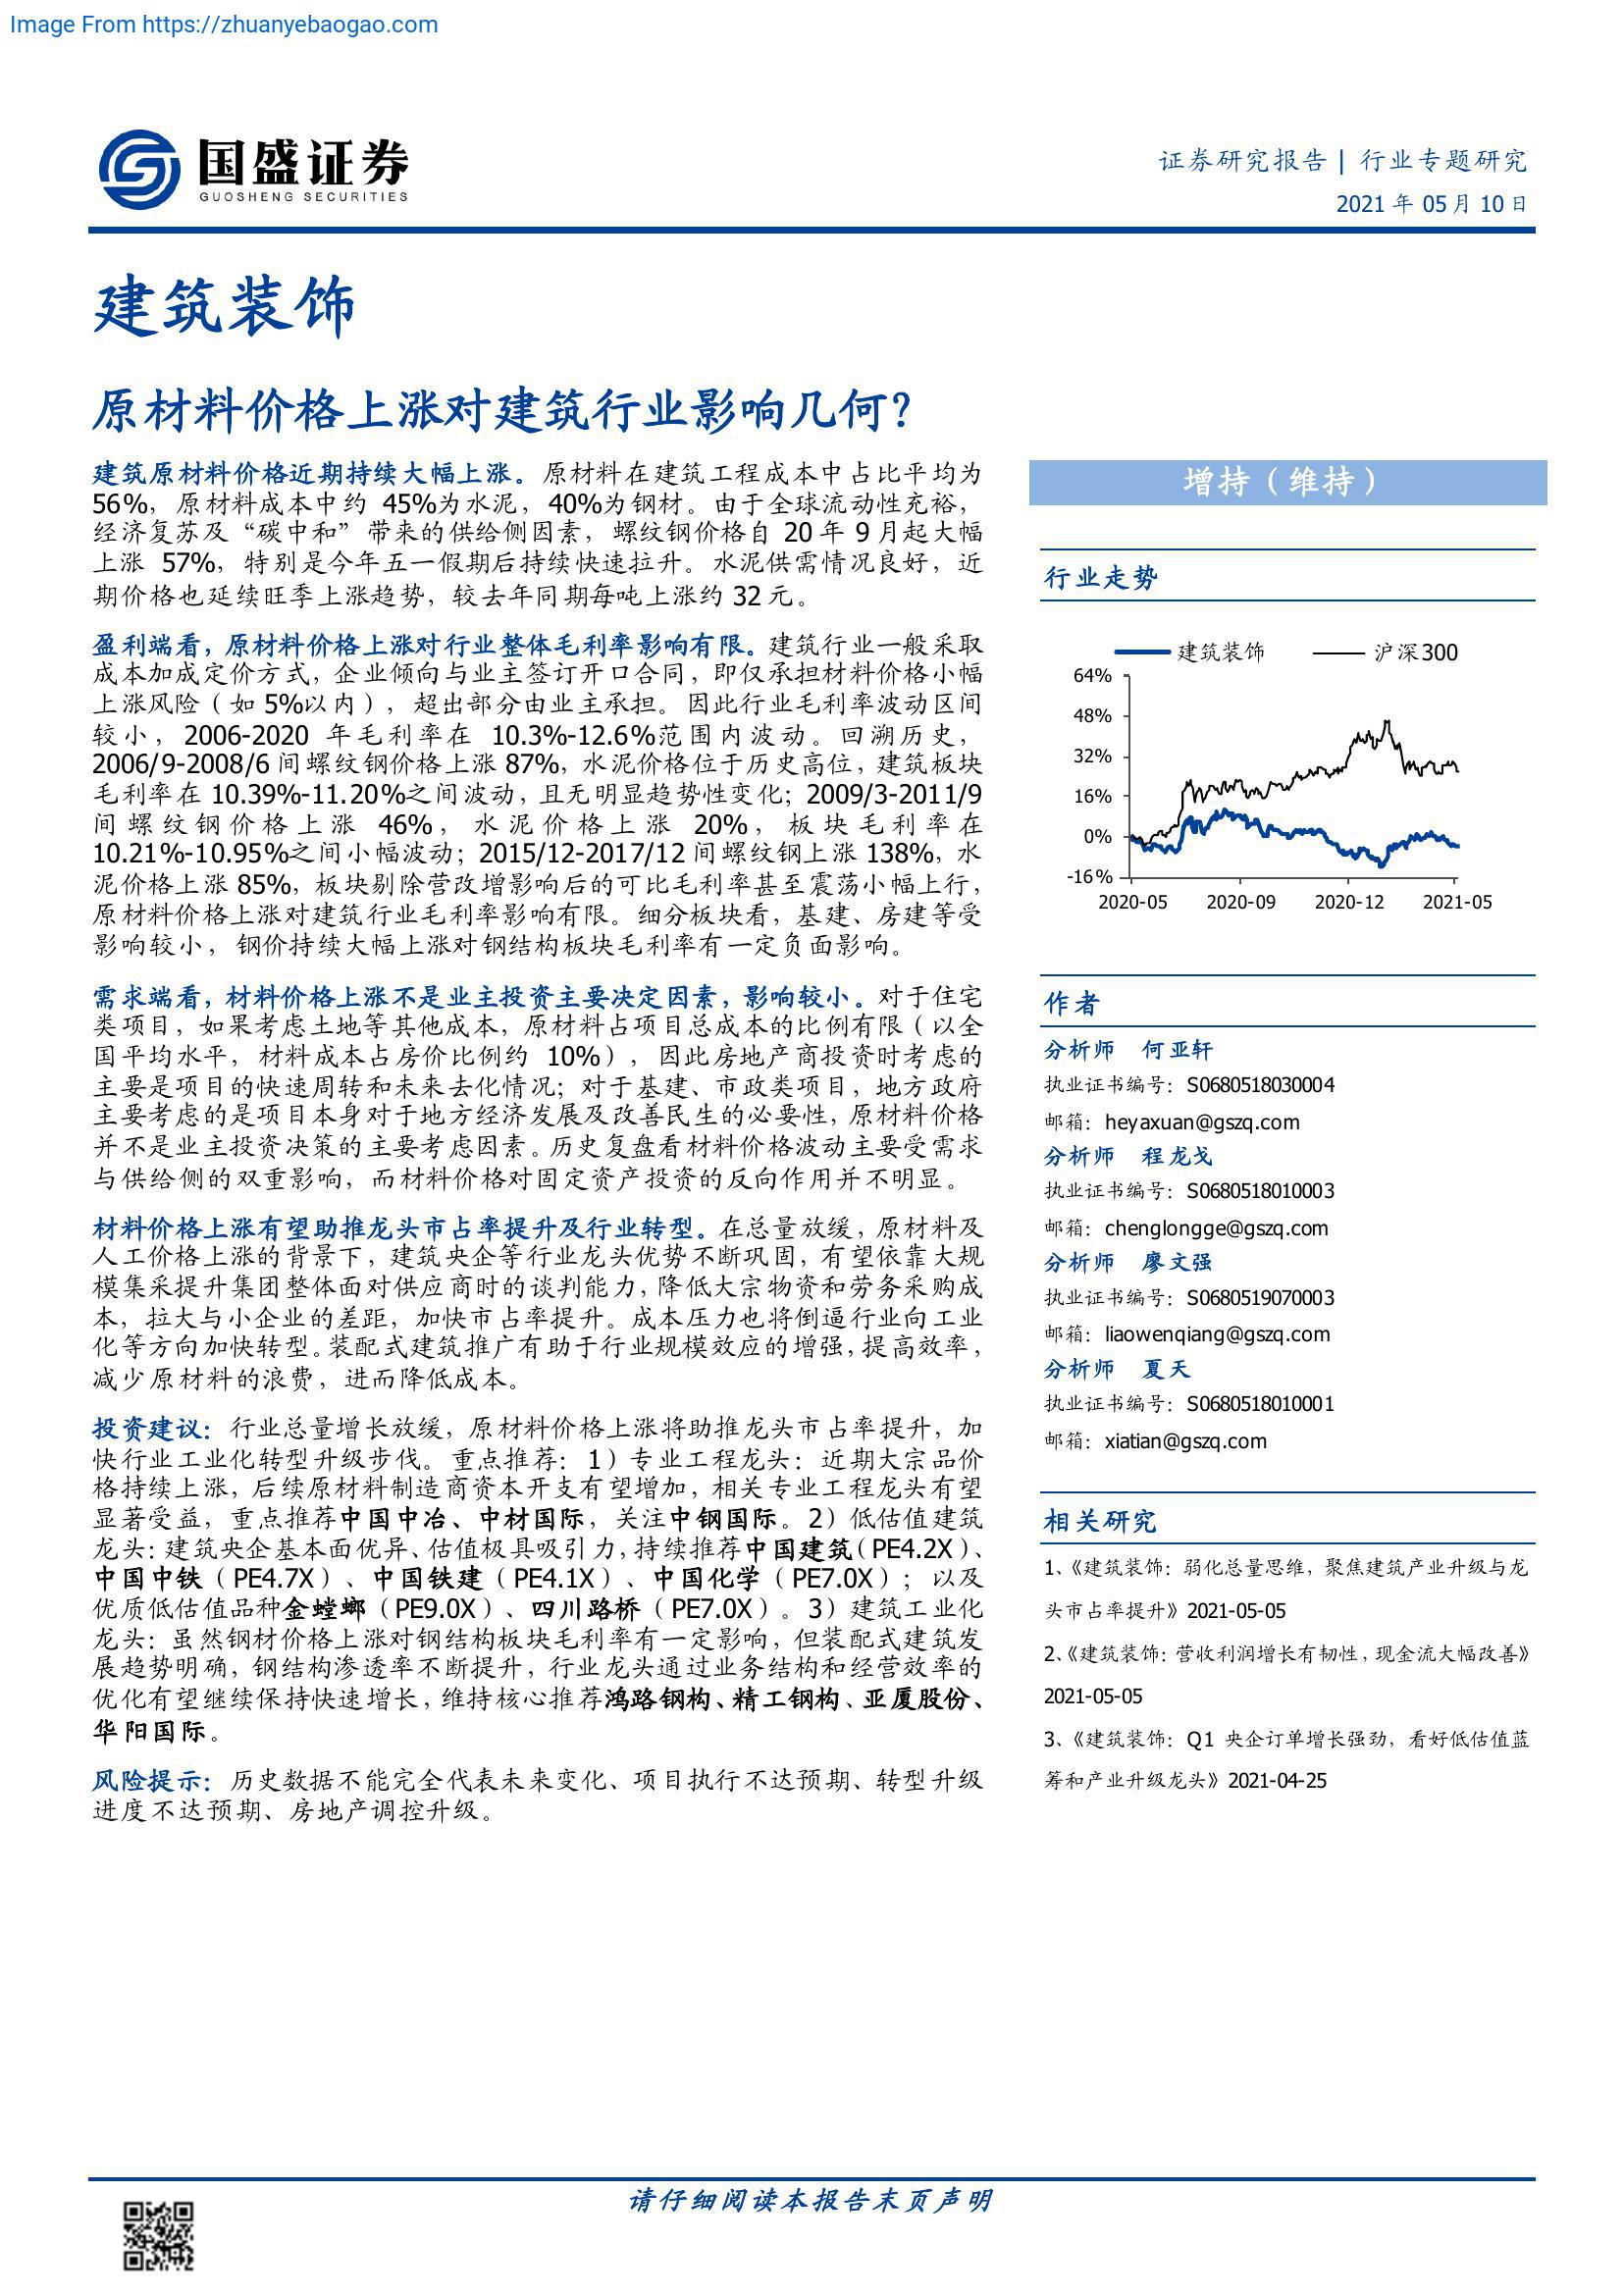 Image From https://zhuanyebaogao.com
国盛证券
GUOSHENG SECURITIES
证券研究报告 | 行业专题研究
2021 年 05 月 10 日
建筑装饰
原材料价格上涨对建筑行业影响几何？
建筑原材料价格近期持续大幅上涨。原材料在建筑工程成本中占比平均为
56%，原材料成本中约 45%为水泥，40%为钢材。由于全球流动性充裕，
经济复苏及“碳中和”带来的供给侧因素，螺纹钢价格自 20 年 9 月起大幅
上涨 57%，特别是今年五一假期后持续快速拉升。水泥供需情况良好，近
期价格也延续旺季上涨趋势，较去年同期每吨上涨约 32 元。
盈利端看，原材料价格上涨对行业整体毛利率影响有限。建筑行业一般采取
成本加成定价方式，企业倾向与业主签订开口合同，即仅承担材料价格小幅
上涨风险（如 5%以内），超出部分由业主承担。因此行业毛利率波动区间
较小，2006-2020 年毛利率在 10.3%-12.6%范围内波动。回溯历史，
2006/9-2008/6 间螺纹钢价格上涨 87%，水泥价格位于历史高位，建筑板块
毛利率在 10.39%-11.20%之间波动，且无明显趋势性变化；2009/3-2011/9
间螺纹钢价格上涨 46%，水泥价格上涨 20%，板块毛利率在
10.21%-10.95%之间小幅波动；2015/12-2017/12 间螺纹钢上涨 138%，水
泥价格上涨 85%，板块剔除营改增影响后的可比毛利率甚至震荡小幅上行，
原材料价格上涨对建筑行业毛利率影响有限。细分板块看，基建、房建等受
影响较小，钢价持续大幅上涨对钢结构板块毛利率有一定负面影响。
需求端看，材料价格上涨不是业主投资主要决定因素，影响较小。对于住宅
类项目，如果考虑土地等其他成本，原材料占项目总成本的比例有限（以全
国平均水平，材料成本占房价比例约 10%），因此房地产商投资时考虑的
主要是项目的快速周转和未来去化情况；对于基建、市政类项目，地方政府
主要考虑的是项目本身对于地方经济发展及改善民生的必要性，原材料价格
并不是业主投资决策的主要考虑因素。历史复盘看材料价格波动主要受需求
与供给侧的双重影响，而材料价格对固定资产投资的反向作用并不明显。
材料价格上涨有望助推龙头市占率提升及行业转型。在总量放缓，原材料及
人工价格上涨的背景下，建筑央企等行业龙头优势不断巩固，有望依靠大规
模集采提升集团整体面对供应商时的谈判能力，降低大宗物资和劳务采购成
本，拉大与小企业的差距，加快市占率提升。成本压力也将倒逼行业向工业
化等方向加快转型。装配式建筑推广有助于行业规模效应的增强，提高效率，
减少原材料的浪费，进而降低成本。
投资建议：行业总量增长放缓，原材料价格上涨将助推龙头市占率提升，加
快行业工业化转型升级步伐。重点推荐：1）专业工程龙头：近期大宗品价
格持续上涨，后续原材料制造商资本开支有望增加，相关专业工程龙头有望
显著受益，重点推荐中国中冶、中材国际，关注中钢国际。2）低估值建筑
龙头：建筑央企基本面优异、估值极具吸引力，持续推荐中国建筑（PE4.2X）、
中国中铁（PE4.7X）、中国铁建（PE4.1X）、中国化学（PE7.0X）；以及
优质低估值品种金螳螂（PE9.0X）、四川路桥（PE7.0X）。3）建筑工业化
龙头：虽然钢材价格上涨对钢结构板块毛利率有一定影响，但装配式建筑发
展趋势明确，钢结构渗透率不断提升，行业龙头通过业务结构和经营效率的
优化有望继续保持快速增长，维持核心推荐鸿路钢构、精工钢构、亚厦股份、
华阳国际。
风险提示：历史数据不能完全代表未来变化、项目执行不达预期、转型升级
进度不达预期、房地产调控升级。
增持（维持）
行业走势
建筑装饰 沪深300
64%
48%
32%
16%
0%
-16%
2020-05 2020-09 2020-12 2021-05
作者
分析师 何亚轩
执业证书编号：S0680518030004
邮箱：heyaxuan@gszq.com
分析师 程龙戈
执业证书编号：S0680518010003
邮箱：chenglongge@gszq.com
分析师 廖文强
执业证书编号：S0680519070003
邮箱：liaowenqiang@gszq.com
分析师 夏天
执业证书编号：S0680518010001
邮箱：xiatian@gszq.com
相关研究
1、《建筑装饰：弱化总量思维，聚焦建筑产业升级与龙
头市占率提升》2021-05-05
2、《建筑装饰：营收利润增长有韧性，现金流大幅改善》
2021-05-05
3、《建筑装饰：Q1 央企订单增长强劲，看好低估值蓝
筹和产业升级龙头》2021-04-25
请仔细阅读本报告末页声明